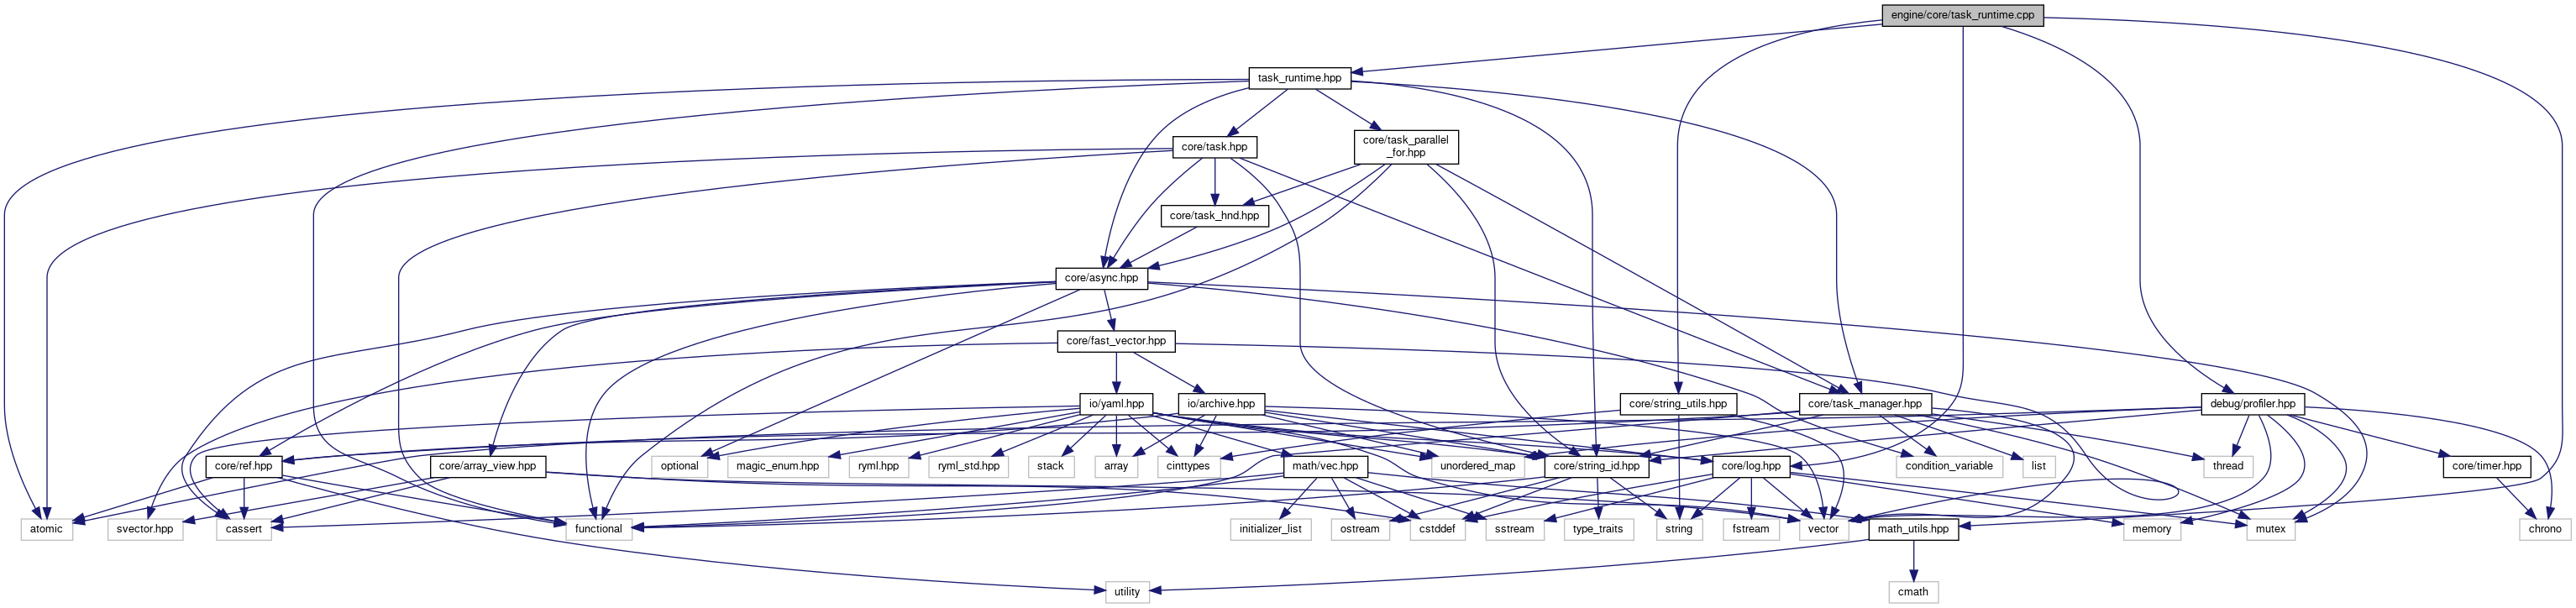 engine/core/task_runtime.cpp
task_runtime.hpp
core/task.hpp
core/task_parallel
_for.hpp
core/task_hnd.hpp
core/async.hpp
core/fast_vector.hpp
io/yaml.hpp
io/archive.hpp
core/string_utils.hpp
core/task_manager.hpp
debug/profiler.hpp
core/ref.hpp
core/array_view.hpp
optional
magic_enum.hpp
ryml.hpp
ryml_std.hpp
stack
array
cinttypes
math/vec.hpp
unordered_map
core/string_id.hpp
core/log.hpp
condition_variable
list
thread
core/timer.hpp
atomic
svector.hpp
cassert
functional
initializer_list
ostream
cstddef
sstream
type_traits
string
fstream
vector
math_utils.hpp
memory
mutex
chrono
utility
cmath